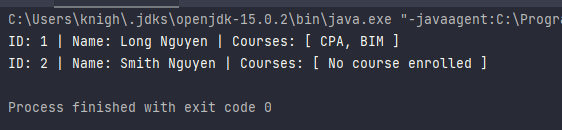 C:\Users\knigh\.jdks\openjdk-15.0.2\bin\java.exe "-javaagent:C:\Progr
ID: 1 | Name: Long Nguyen | Courses: [ CPA, BIM ]
ID: 2 | Name: Smith Nguyen | Courses: [ No course enrolled ]
Process finished with exit code 0